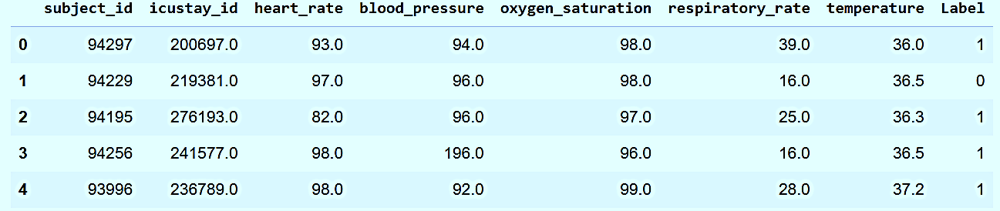 subject_id icustay_id heart_rate blood_pressure oxygen_saturation respiratory_rate temperature Label
0 94297 200697.0 93.0 94.0 98.0 39.0 36.0 1
1 94229 219381.0 97.0 96.0 98.0 16.0 36.5 0
2 94195 276193.0 82.0 96.0 97.0 25.0 36.3 1
3 94256 241577.0 98.0 196.0 96.0 16.0 36.5 1
4 93996 236789.0 98.0 92.0 99.0 28.0 37.2 1